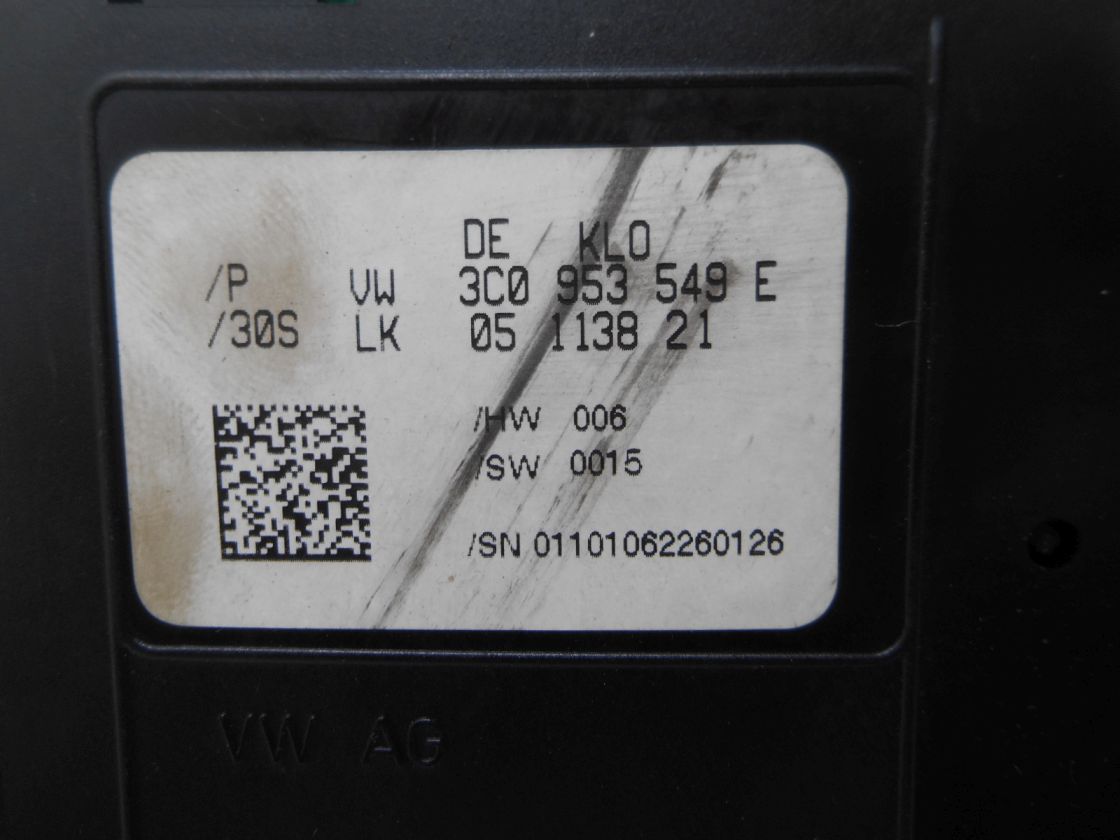 DE KLO
/P VW 3C0 953 549 E
/30S LK 05 1138 21
/HW 006
/SW 0015
/SN 01101062260126
VW AG